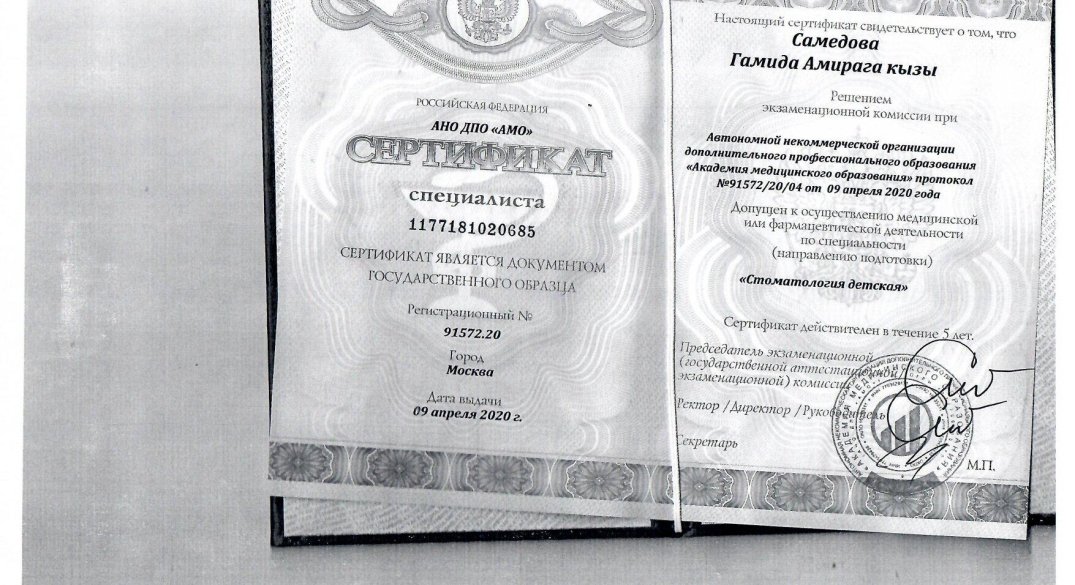 РОССИЙСКАЯ ФЕДЕРАЦИЯ
АНО ДПО «АМО»
СЕРТИФИКАТ
специалиста
1177181020685
СЕРТИФИКАТ ЯВЛЯЕТСЯ ДОКУМЕНТОМ
ГОСУДАРСТВЕННОГО ОБРАЗЦА
Регистрационный №
91572.20
Город
Москва
Дата выдачи
09 апреля 2020 г.
Настоящий сертификат свидетельствует о том, что
Самедова
Гамида Амирага кызы
Решением
экзаменационной комиссии при
Автономной некоммерческой организации
дополнительного профессионального образования
«Академия медицинского образования» протокол
№91572/20/04 от 09 апреля 2020 года
Допущен к осуществлению медицинской
или фармацевтической деятельности
по специальности
(направлению подготовки)
«Стоматология детская»
Сертификат действителен в течение 5 лет.
Председатель экзаменационной
(государственной аттестационной
экзаменационной) комиссии
Ректор / Директор / Руководитель
Секретарь
М.П.